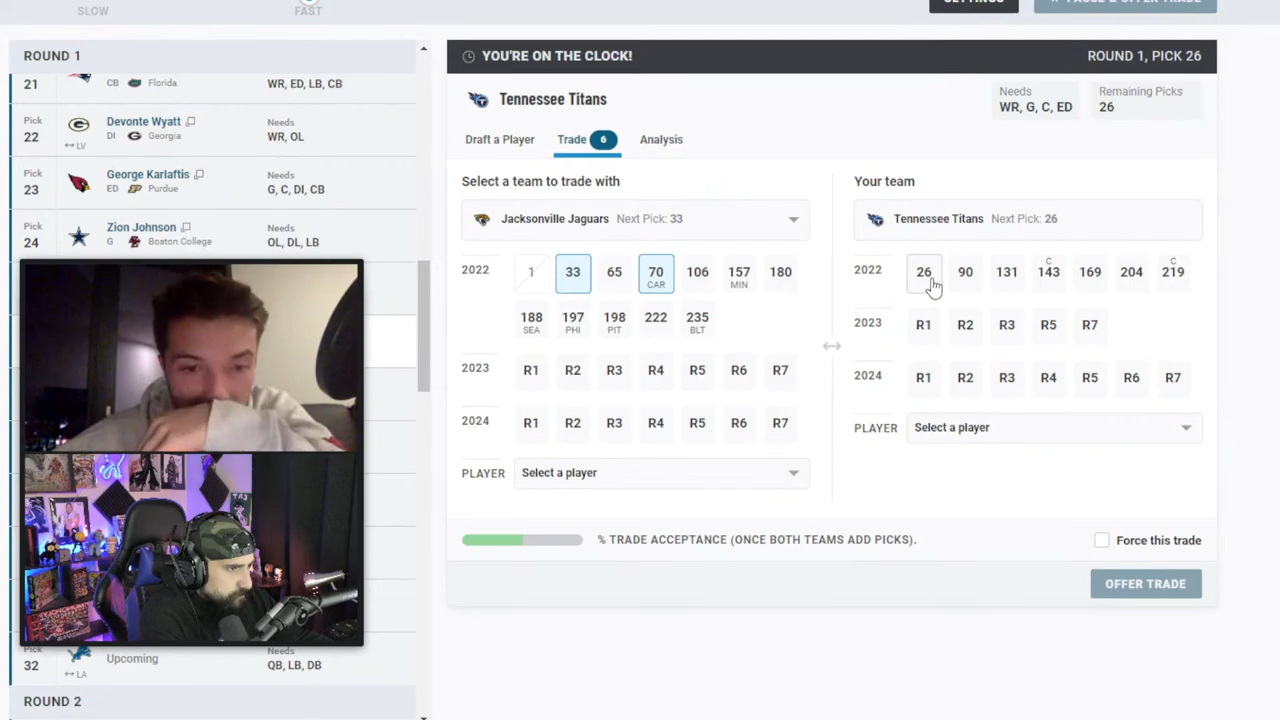 SLOW
FAST
SETTINGS
PAUSE & OFFER TRADE
ROUND 1
21
CB Florida
WR, ED, LB, CB
Pick 22
LV
Devonte Wyatt
DI Georgia
Needs
WR, OL
Pick 23
George Karlaftis
ED Purdue
Needs
G, C, DI, CB
Pick 24
Zion Johnson
G Boston College
Needs
OL, DL, LB
Pick 32
LA
Upcoming
Needs
QB, LB, DB
ROUND 2
YOU'RE ON THE CLOCK!
ROUND 1, PICK 26
Tennessee Titans
Needs
WR, G, C, ED
Remaining Picks
26
Draft a Player
Trade 6
Analysis
Select a team to trade with
Jacksonville Jaguars Next Pick: 33
2022 1 33 65 70 106 157 180
CAR MIN
188 197 198 222 235
SEA PHI PIT BLT
2023 R1 R2 R3 R4 R5 R6 R7
2024 R1 R2 R3 R4 R5 R6 R7
PLAYER Select a player
Your team
Tennessee Titans Next Pick: 26
C C
2022 26 90 131 143 169 204 219
2023 R1 R2 R3 R5 R7
2024 R1 R2 R3 R4 R5 R6 R7
PLAYER Select a player
% TRADE ACCEPTANCE (ONCE BOTH TEAMS ADD PICKS).
Force this trade
OFFER TRADE